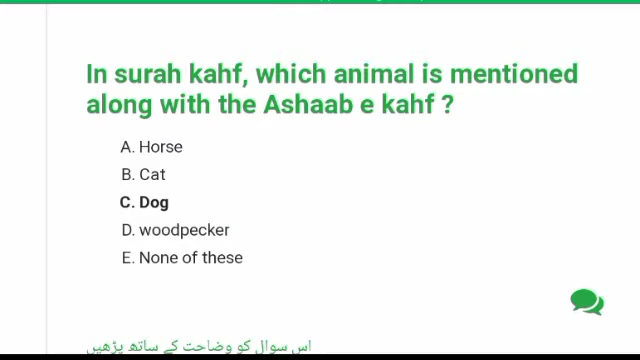 In surah kahf, which animal is mentioned
along with the Ashaab e kahf ?
A. Horse
B. Cat
C. Dog
D. woodpecker
E. None of these
اس سوال کو وضاحت کے ساتھ پڑھیں